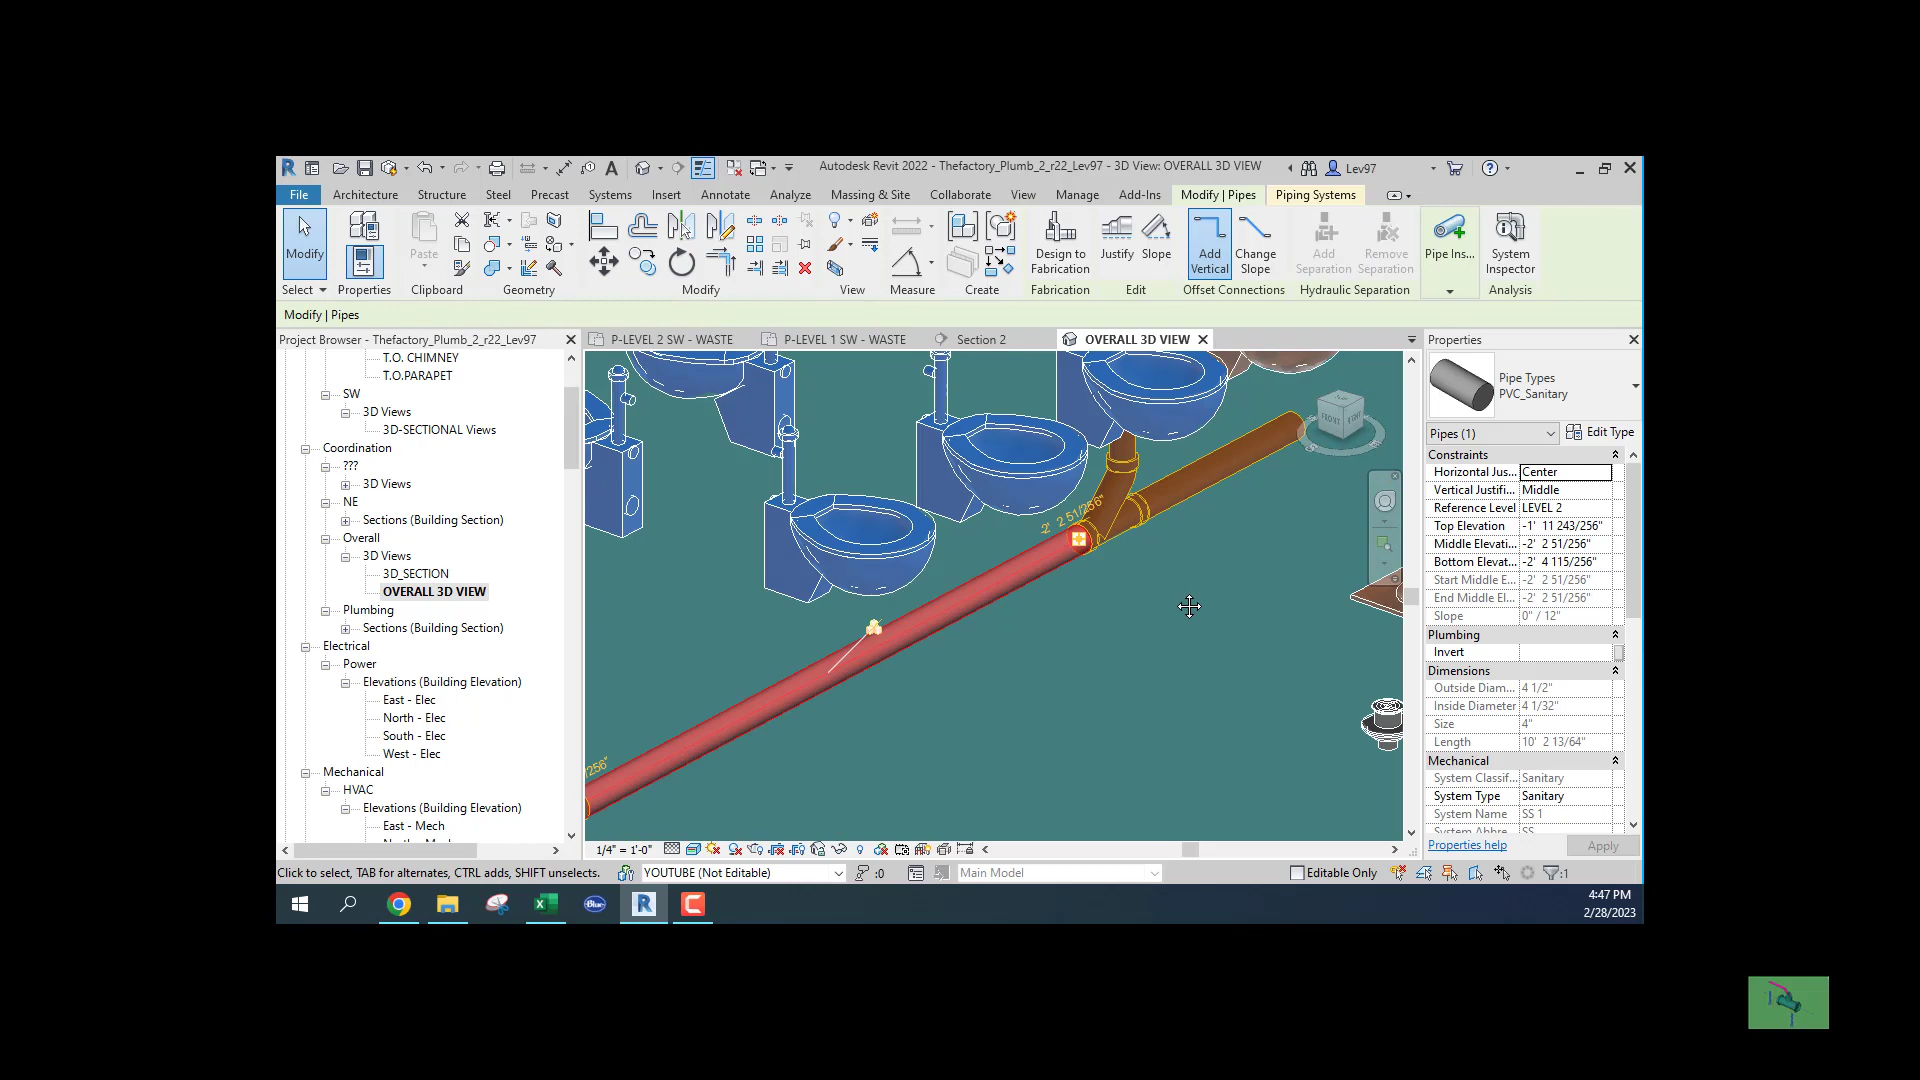 Autodesk Revit 2022 - Thefactory_Plumb_2_r22_Lev97 - 3D View: OVERALL 3D VIEW
Lev97
File Architecture Structure Steel Precast Systems Insert Annotate Analyze Massing & Site Collaborate View Manage Add-Ins Modify | Pipes Piping Systems
Modify
Paste
Design to Fabrication
Justify
Slope
Add Vertical
Change Slope
Add Separation
Remove Separation
Pipe Ins...
System Inspector
Select Properties Clipboard Geometry Modify View Measure Create Fabrication Edit Offset Connections Hydraulic Separation Analysis
Modify | Pipes
Project Browser - Thefactory_Plumb_2_r22_Lev97
T.O. CHIMNEY
T.O.PARAPET
SW
3D Views
3D-SECTIONAL Views
Coordination
???
3D Views
NE
Sections (Building Section)
Overall
3D Views
3D_SECTION
OVERALL 3D VIEW
Plumbing
Sections (Building Section)
Electrical
Power
Elevations (Building Elevation)
East - Elec
North - Elec
South - Elec
West - Elec
Mechanical
HVAC
Elevations (Building Elevation)
East - Mech
P-LEVEL 2 SW - WASTE
P-LEVEL 1 SW - WASTE
Section 2
OVERALL 3D VIEW
2' 2 51/256"
/256"
FRONT
Properties
Pipe Types
PVC_Sanitary
Pipes (1)
Edit Type
Constraints
Horizontal Jus... Center
Vertical Justifi... Middle
Reference Level LEVEL 2
Top Elevation -1' 11 243/256"
Middle Elevati... -2' 2 51/256"
Bottom Elevat... -2' 4 115/256"
Start Middle E... -2' 2 51/256"
End Middle El... -2' 2 51/256"
Slope 0" / 12"
Plumbing
Invert
Dimensions
Outside Diam... 4 1/2"
Inside Diameter 4 1/32"
Size 4"
Length 10' 2 13/64"
Mechanical
System Classif... Sanitary
System Type Sanitary
System Name SS 1
System Abbre... SS
Properties help
Apply
1/4" = 1'-0"
Click to select, TAB for alternates, CTRL adds, SHIFT unselects.
YOUTUBE (Not Editable)
:0
Main Model
Editable Only
:1
Blue
4:47 PM
2/28/2023